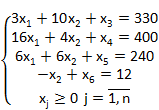 3x₁ + 10x₂ + x₃ = 330
16x₁ + 4x₂ + x₄ = 400
6x₁ + 6x₂ + x₅ = 240
−x₂ + x₆ = 12
xⱼ ≥ 0 j = 1, n̅